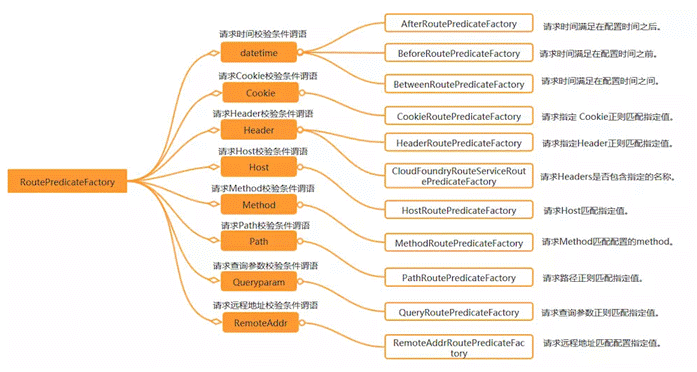 RoutePredicateFactory
请求时间校验条件谓语
datetime
AfterRoutePredicateFactory
请求时间满足在配置时间之后。
BeforeRoutePredicateFactory
请求时间满足在配置时间之前。
BetweenRoutePredicateFactory
请求时间满足在配置时间之间。
请求Cookie校验条件谓语
Cookie
CookieRoutePredicateFactory
请求指定 Cookie正则匹配指定值。
请求Header校验条件谓语
Header
HeaderRoutePredicateFactory
请求指定Header正则匹配指定值。
CloudFoundryRouteServiceRout
ePredicateFactory
请求Headers是否包含指定的名称。
请求Host校验条件谓语
Host
HostRoutePredicateFactory
请求Host匹配指定值。
请求Method校验条件谓语
Method
MethodRoutePredicateFactory
请求Method匹配配置的method。
请求Path校验条件谓语
Path
PathRoutePredicateFactory
请求路径正则匹配指定值。
请求查询参数校验条件谓语
Queryparam
QueryRoutePredicateFactory
请求查询参数正则匹配指定值。
请求远程地址校验条件谓语
RemoteAddr
RemoteAddrRoutePredicateFac
tory
请求远程地址匹配配置指定值。